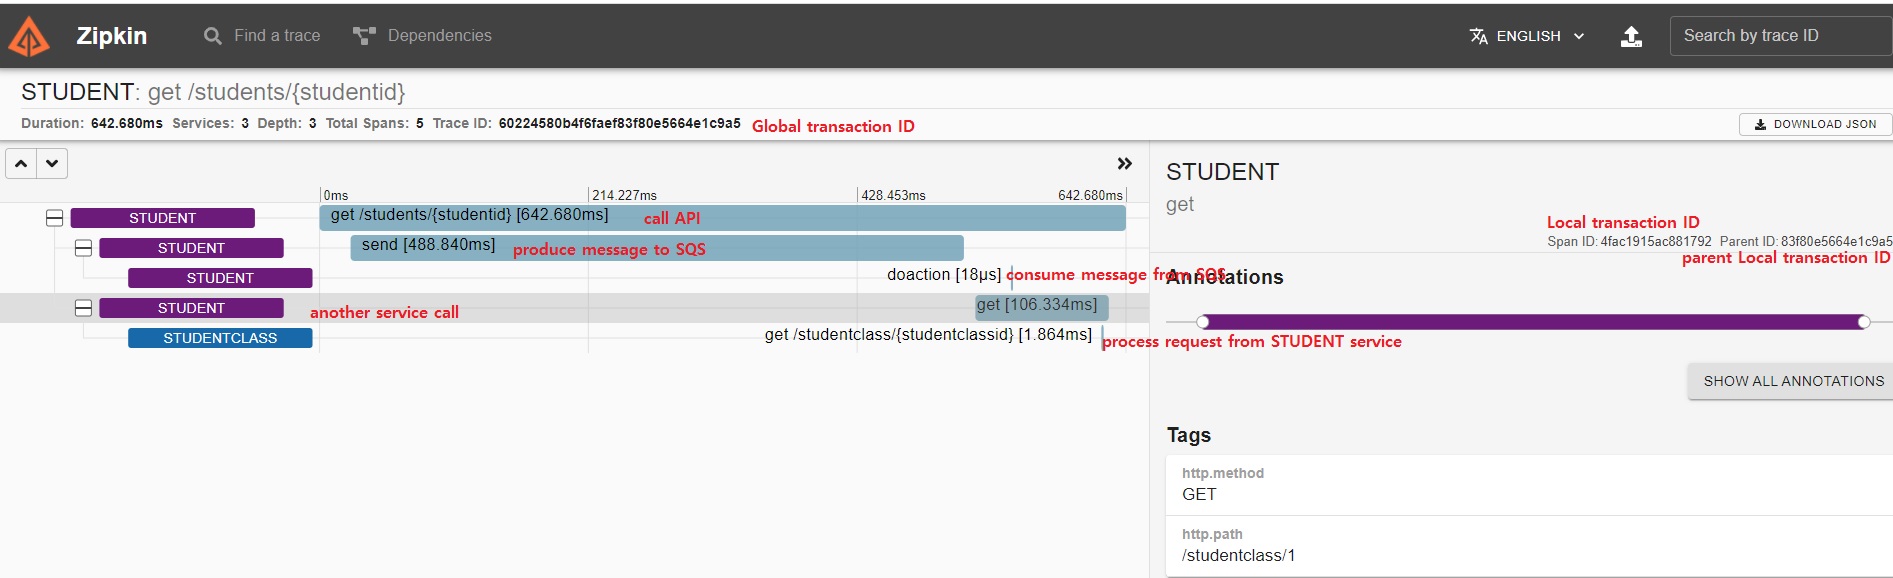 Zipkin Find a trace Dependencies ENGLISH Search by trace ID
STUDENT: get /students/{studentid}
Duration: 642.680ms Services: 3 Depth: 3 Total Spans: 5 Trace ID: 60224580b4f6faef83f80e5664e1c9a5 Global transaction ID
DOWNLOAD JSON
0ms 214.227ms 428.453ms 642.680ms
STUDENT get /students/{studentid} [642.680ms] call API
STUDENT send [488.840ms] produce message to SQS
STUDENT doaction [18μs] consume message from SQS
STUDENT another service call get [106.334ms]
STUDENTCLASS get /studentclass/{studentclassid} [1.864ms] process request from STUDENT service
STUDENT
get
Local transaction ID
Span ID: 4fac1915ac881792 Parent ID: 83f80e5664e1c9a5
parent Local transaction ID
Annotations
SHOW ALL ANNOTATIONS
Tags
http.method
GET
http.path
/studentclass/1